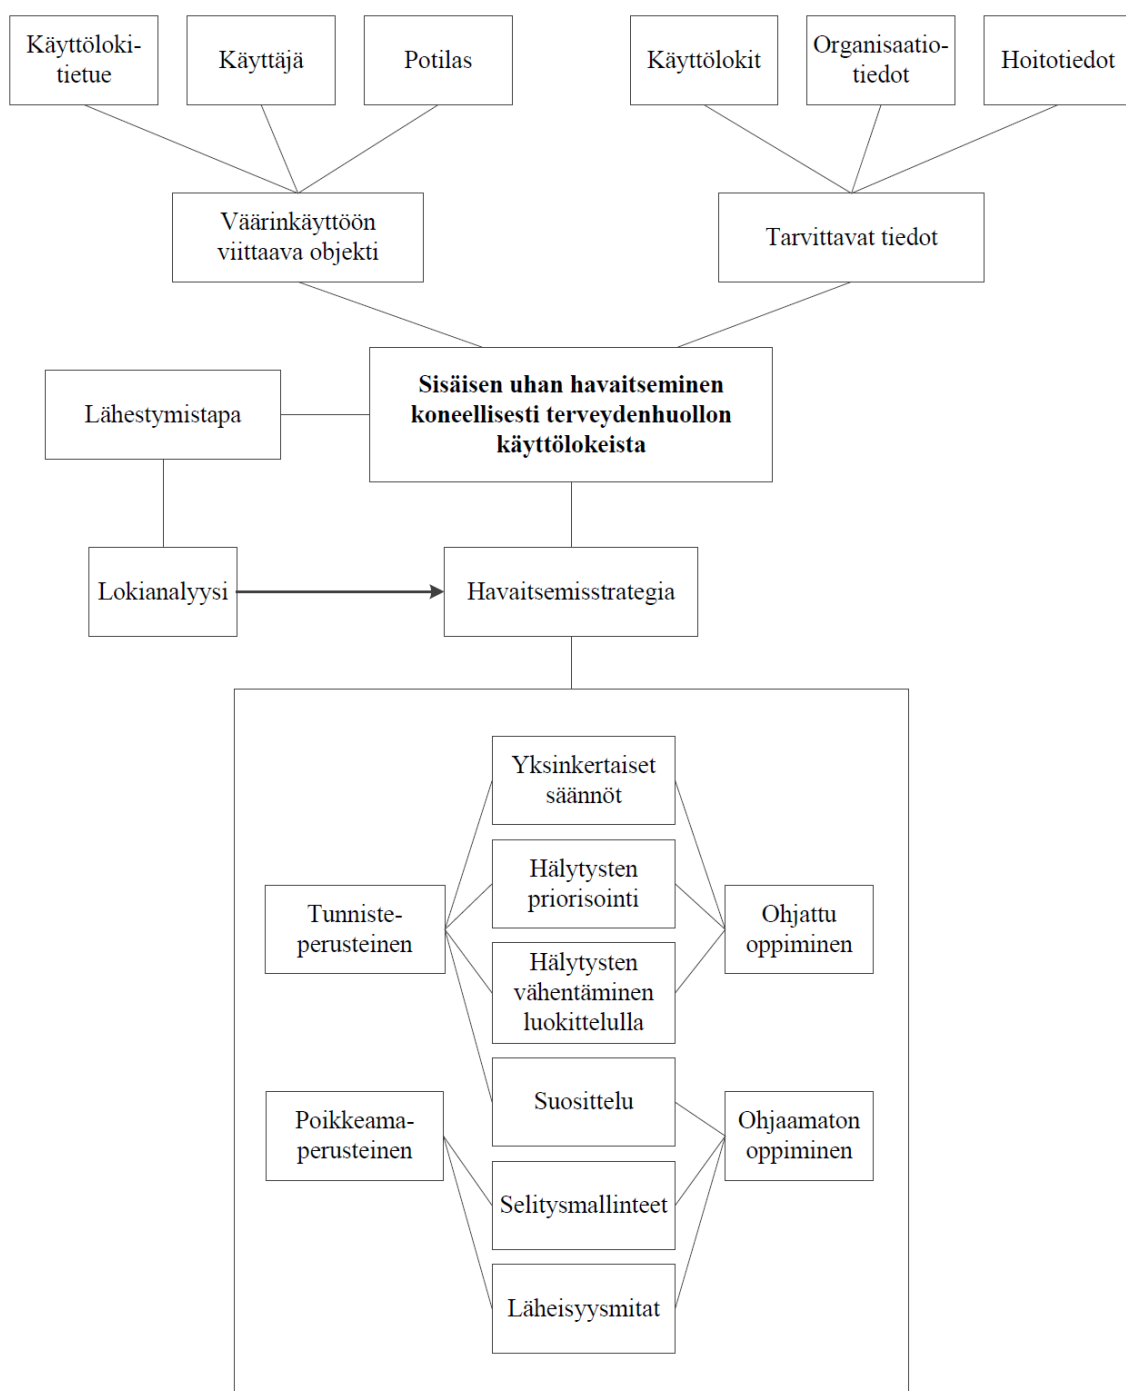 Käyttöloki-
tietue
Käyttäjä
Potilas
Käyttölokit
Organisaatio-
tiedot
Hoitotiedot
Väärinkäyttöön
viittaava objekti
Tarvittavat tiedot
Sisäisen uhan havaitseminen
koneellisesti terveydenhuollon
käyttölokeista
Lähestymistapa
Lokianalyysi
Havaitsemisstrategia
Yksinkertaiset
säännöt
Hälytysten
priorisointi
Tunniste-
perusteinen
Ohjattu
oppiminen
Hälytysten
vähentäminen
luokittelulla
Suosittelu
Poikkeama-
perusteinen
Ohjaamaton
oppiminen
Selitysmallinteet
Läheisyysmitat